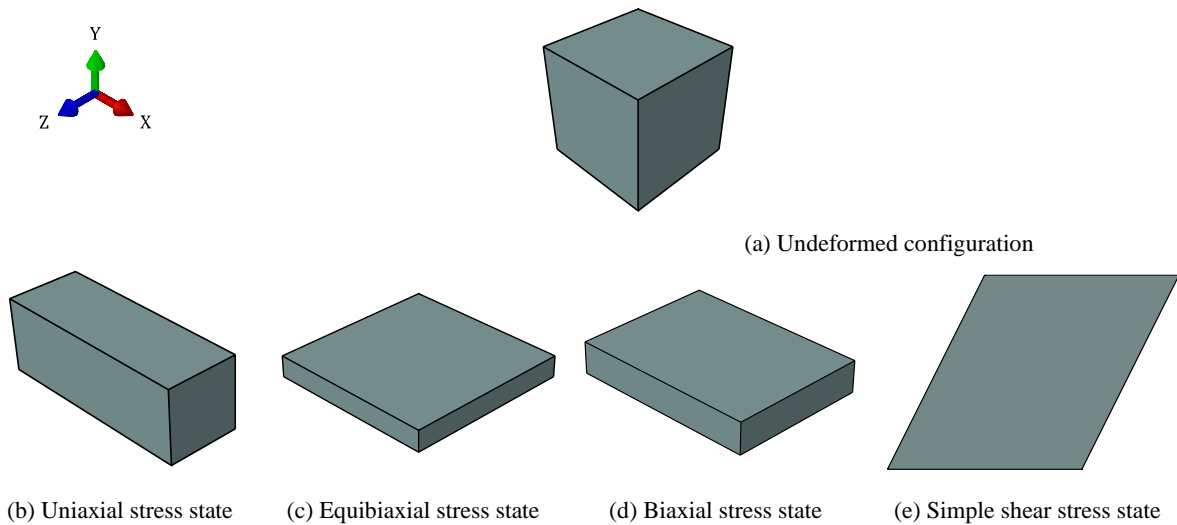 Y
Z
X
(a) Undeformed configuration
(b) Uniaxial stress state
(c) Equibiaxial stress state
(d) Biaxial stress state
(e) Simple shear stress state